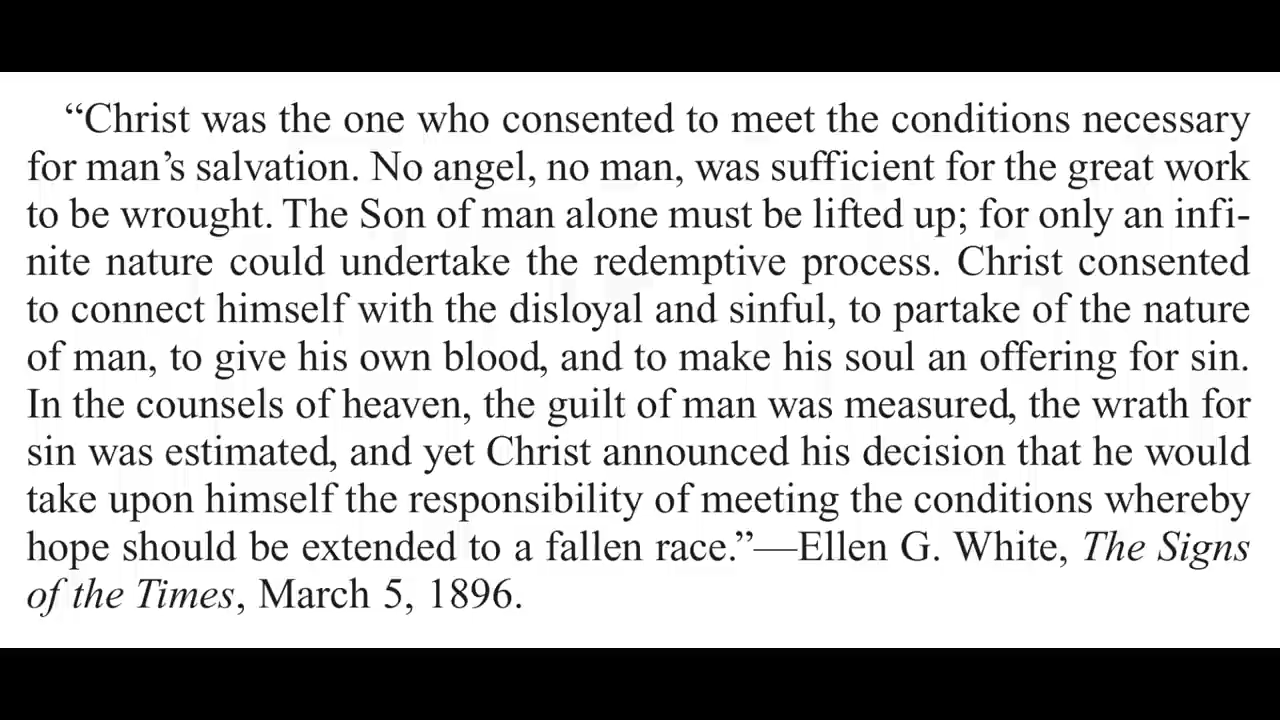 “Christ was the one who consented to meet the conditions necessary
for man’s salvation. No angel, no man, was sufficient for the great work
to be wrought. The Son of man alone must be lifted up; for only an infi-
nite nature could undertake the redemptive process. Christ consented
to connect himself with the disloyal and sinful, to partake of the nature
of man, to give his own blood, and to make his soul an offering for sin.
In the counsels of heaven, the guilt of man was measured, the wrath for
sin was estimated, and yet Christ announced his decision that he would
take upon himself the responsibility of meeting the conditions whereby
hope should be extended to a fallen race.”—Ellen G. White, The Signs
of the Times, March 5, 1896.